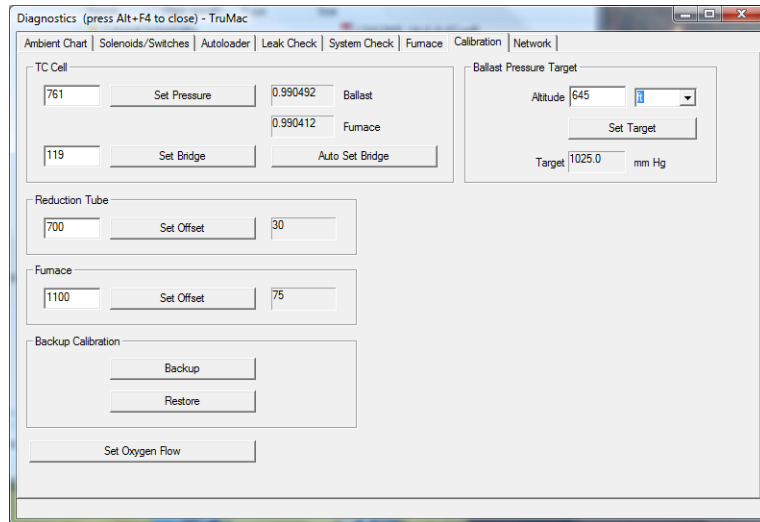 Diagnostics (press Alt+F4 to close) - TruMac
Ambient Chart Solenoids/Switches Autoloader Leak Check System Check Furnace Calibration Network
TC Cell
761 Set Pressure 0.990492 Ballast
0.990412 Furnace
119 Set Bridge Auto Set Bridge
Ballast Pressure Target
Altitude 645 ft
Set Target
Target 1025.0 mm Hg
Reduction Tube
700 Set Offset 30
Furnace
1100 Set Offset 75
Backup Calibration
Backup
Restore
Set Oxygen Flow